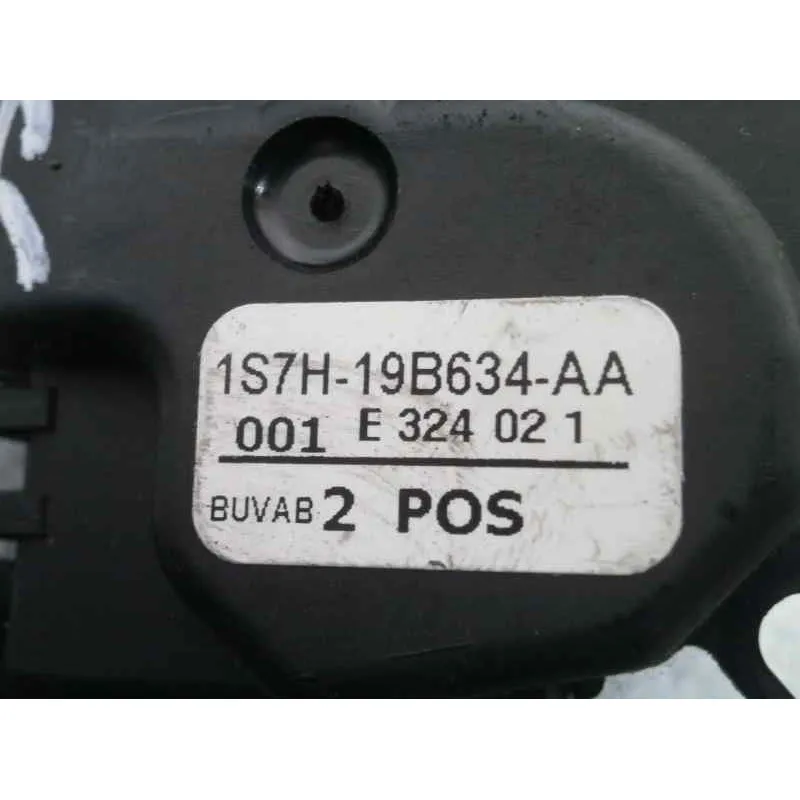 1S7H-19B634-AA
001 E 324 02 1
BUVAB 2 POS